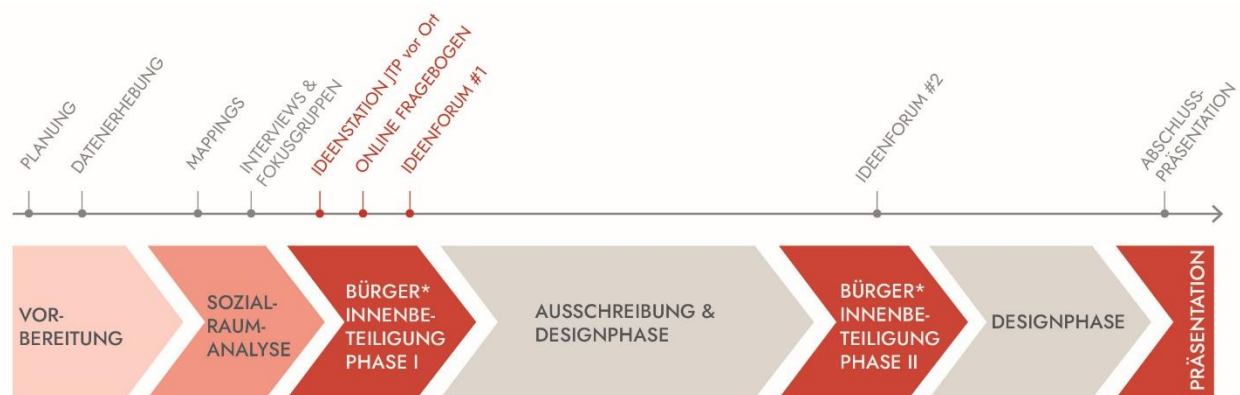 PLANUNG
DATENERHEBUNG
MAPPINGS
INTERVIEWS &
FOKUSGRUPPEN
IDEENSTATION JTP vor Ort
ONLINE FRAGEBOGEN
IDEENFORUM #1
IDEENFORUM #2
ABSCHLUSS-
PRÄSENTATION
VOR-
BEREITUNG
SOZIAL-
RAUM-
ANALYSE
BÜRGER*
INNENBE-
TEILIGUNG
PHASE I
AUSSCHREIBUNG &
DESIGNPHASE
BÜRGER*
INNENBE-
TEILIGUNG
PHASE II
DESIGNPHASE
PRÄSENTATION